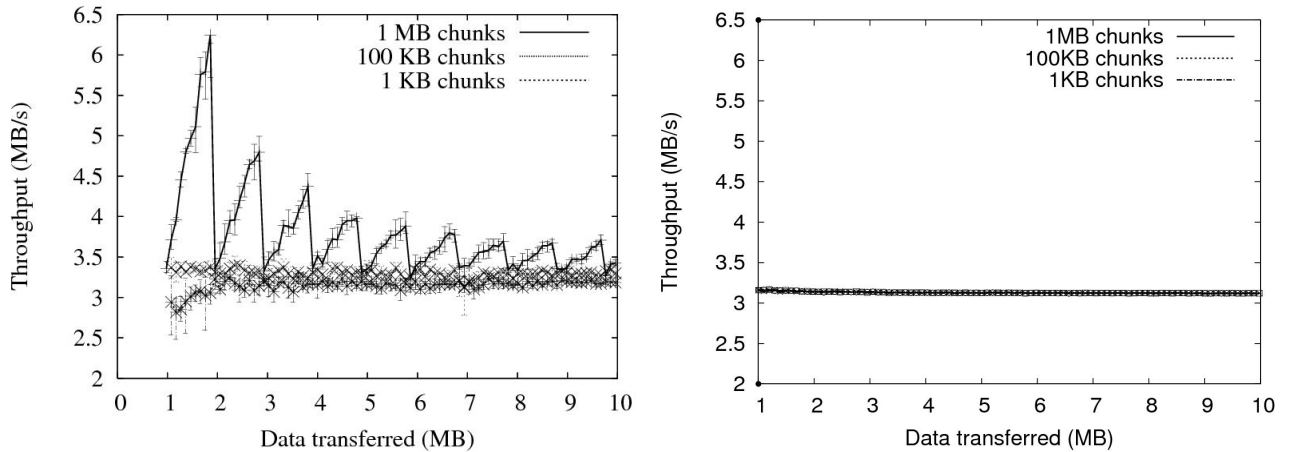 6.5
6
5.5
5
4.5
4
3.5
3
2.5
2
Throughput (MB/s)
1 MB chunks
100 KB chunks
1 KB chunks
0 1 2 3 4 5 6 7 8 9 10
Data transferred (MB)
6.5
6
5.5
5
4.5
4
3.5
3
2.5
2
Throughput (MB/s)
1MB chunks
100KB chunks
1KB chunks
1 2 3 4 5 6 7 8 9 10
Data transferred (MB)